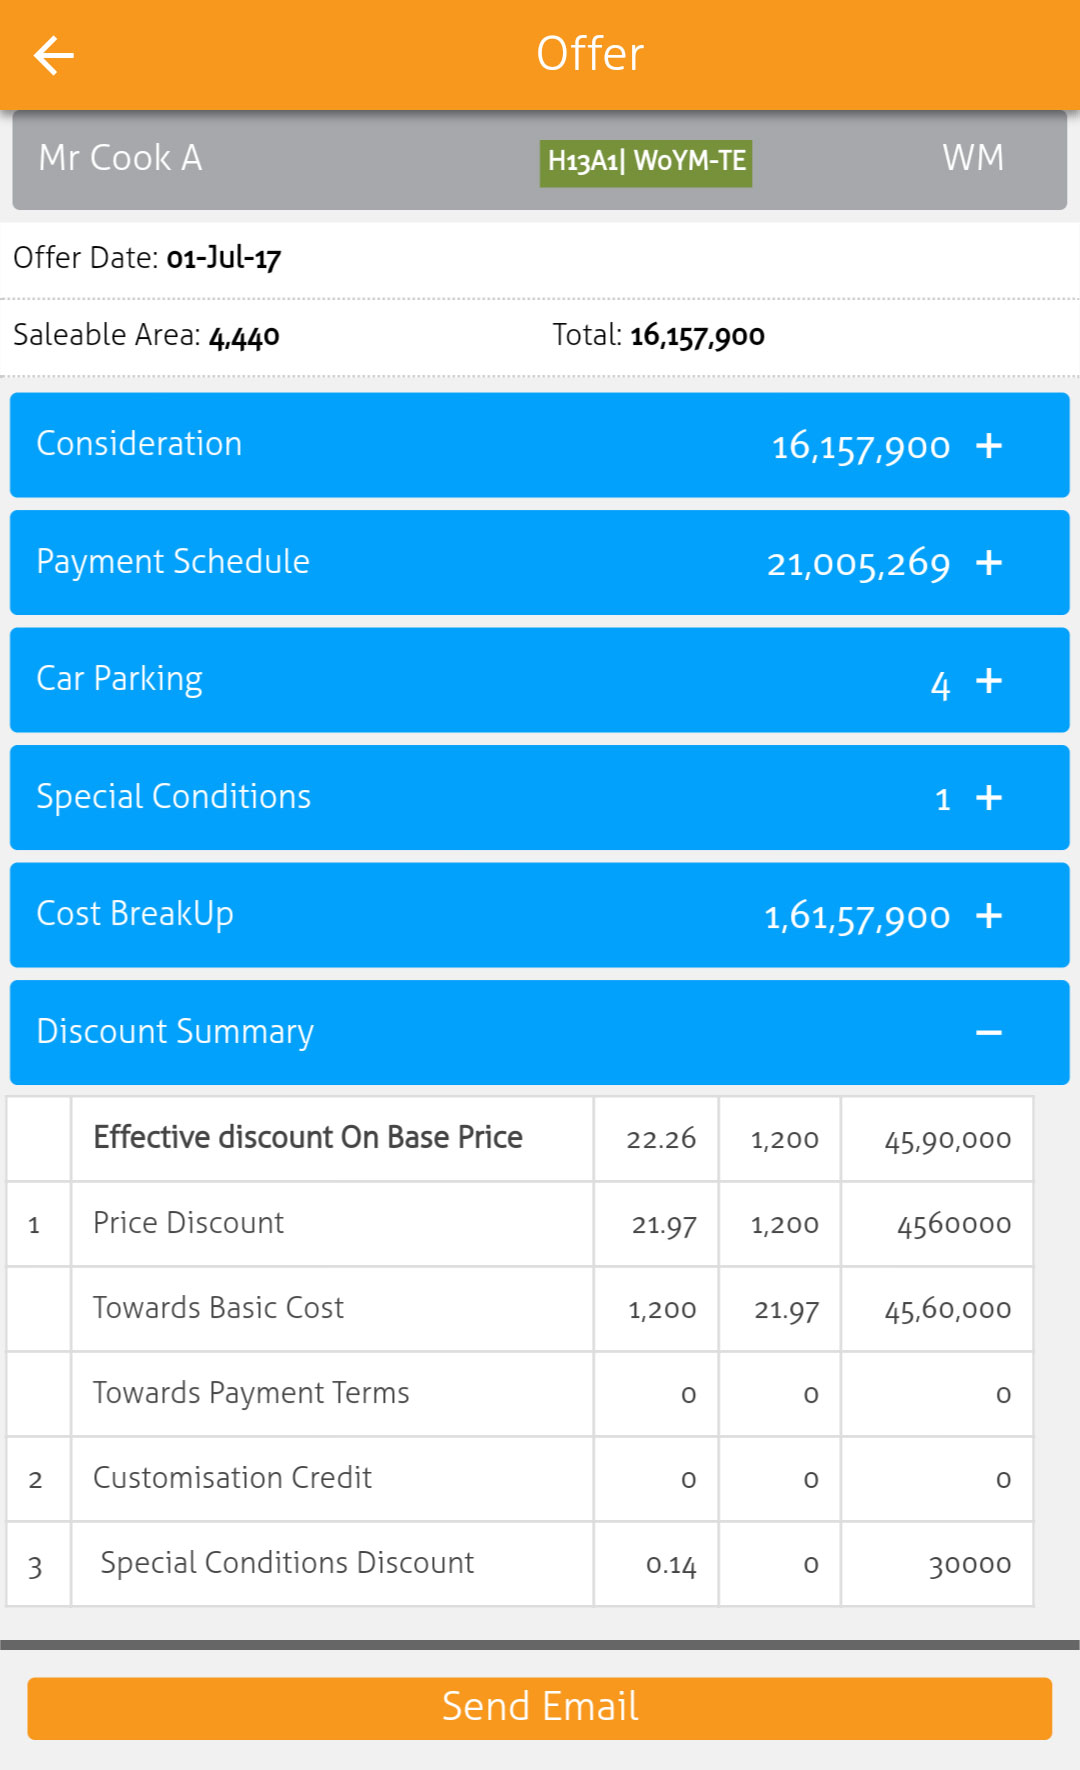 Offer
Mr Cook A H13A1| W0YM-TE WM
Offer Date: 01-Jul-17
Saleable Area: 4,440 Total: 16,157,900
Consideration 16,157,900 +
Payment Schedule 21,005,269 +
Car Parking 4 +
Special Conditions 1 +
Cost BreakUp 1,61,57,900 +
Discount Summary −
Effective discount On Base Price 22.26 1,200 45,90,000
1 Price Discount 21.97 1,200 4560000
Towards Basic Cost 1,200 21.97 45,60,000
Towards Payment Terms 0 0 0
2 Customisation Credit 0 0 0
3 Special Conditions Discount 0.14 0 30000
Send Email